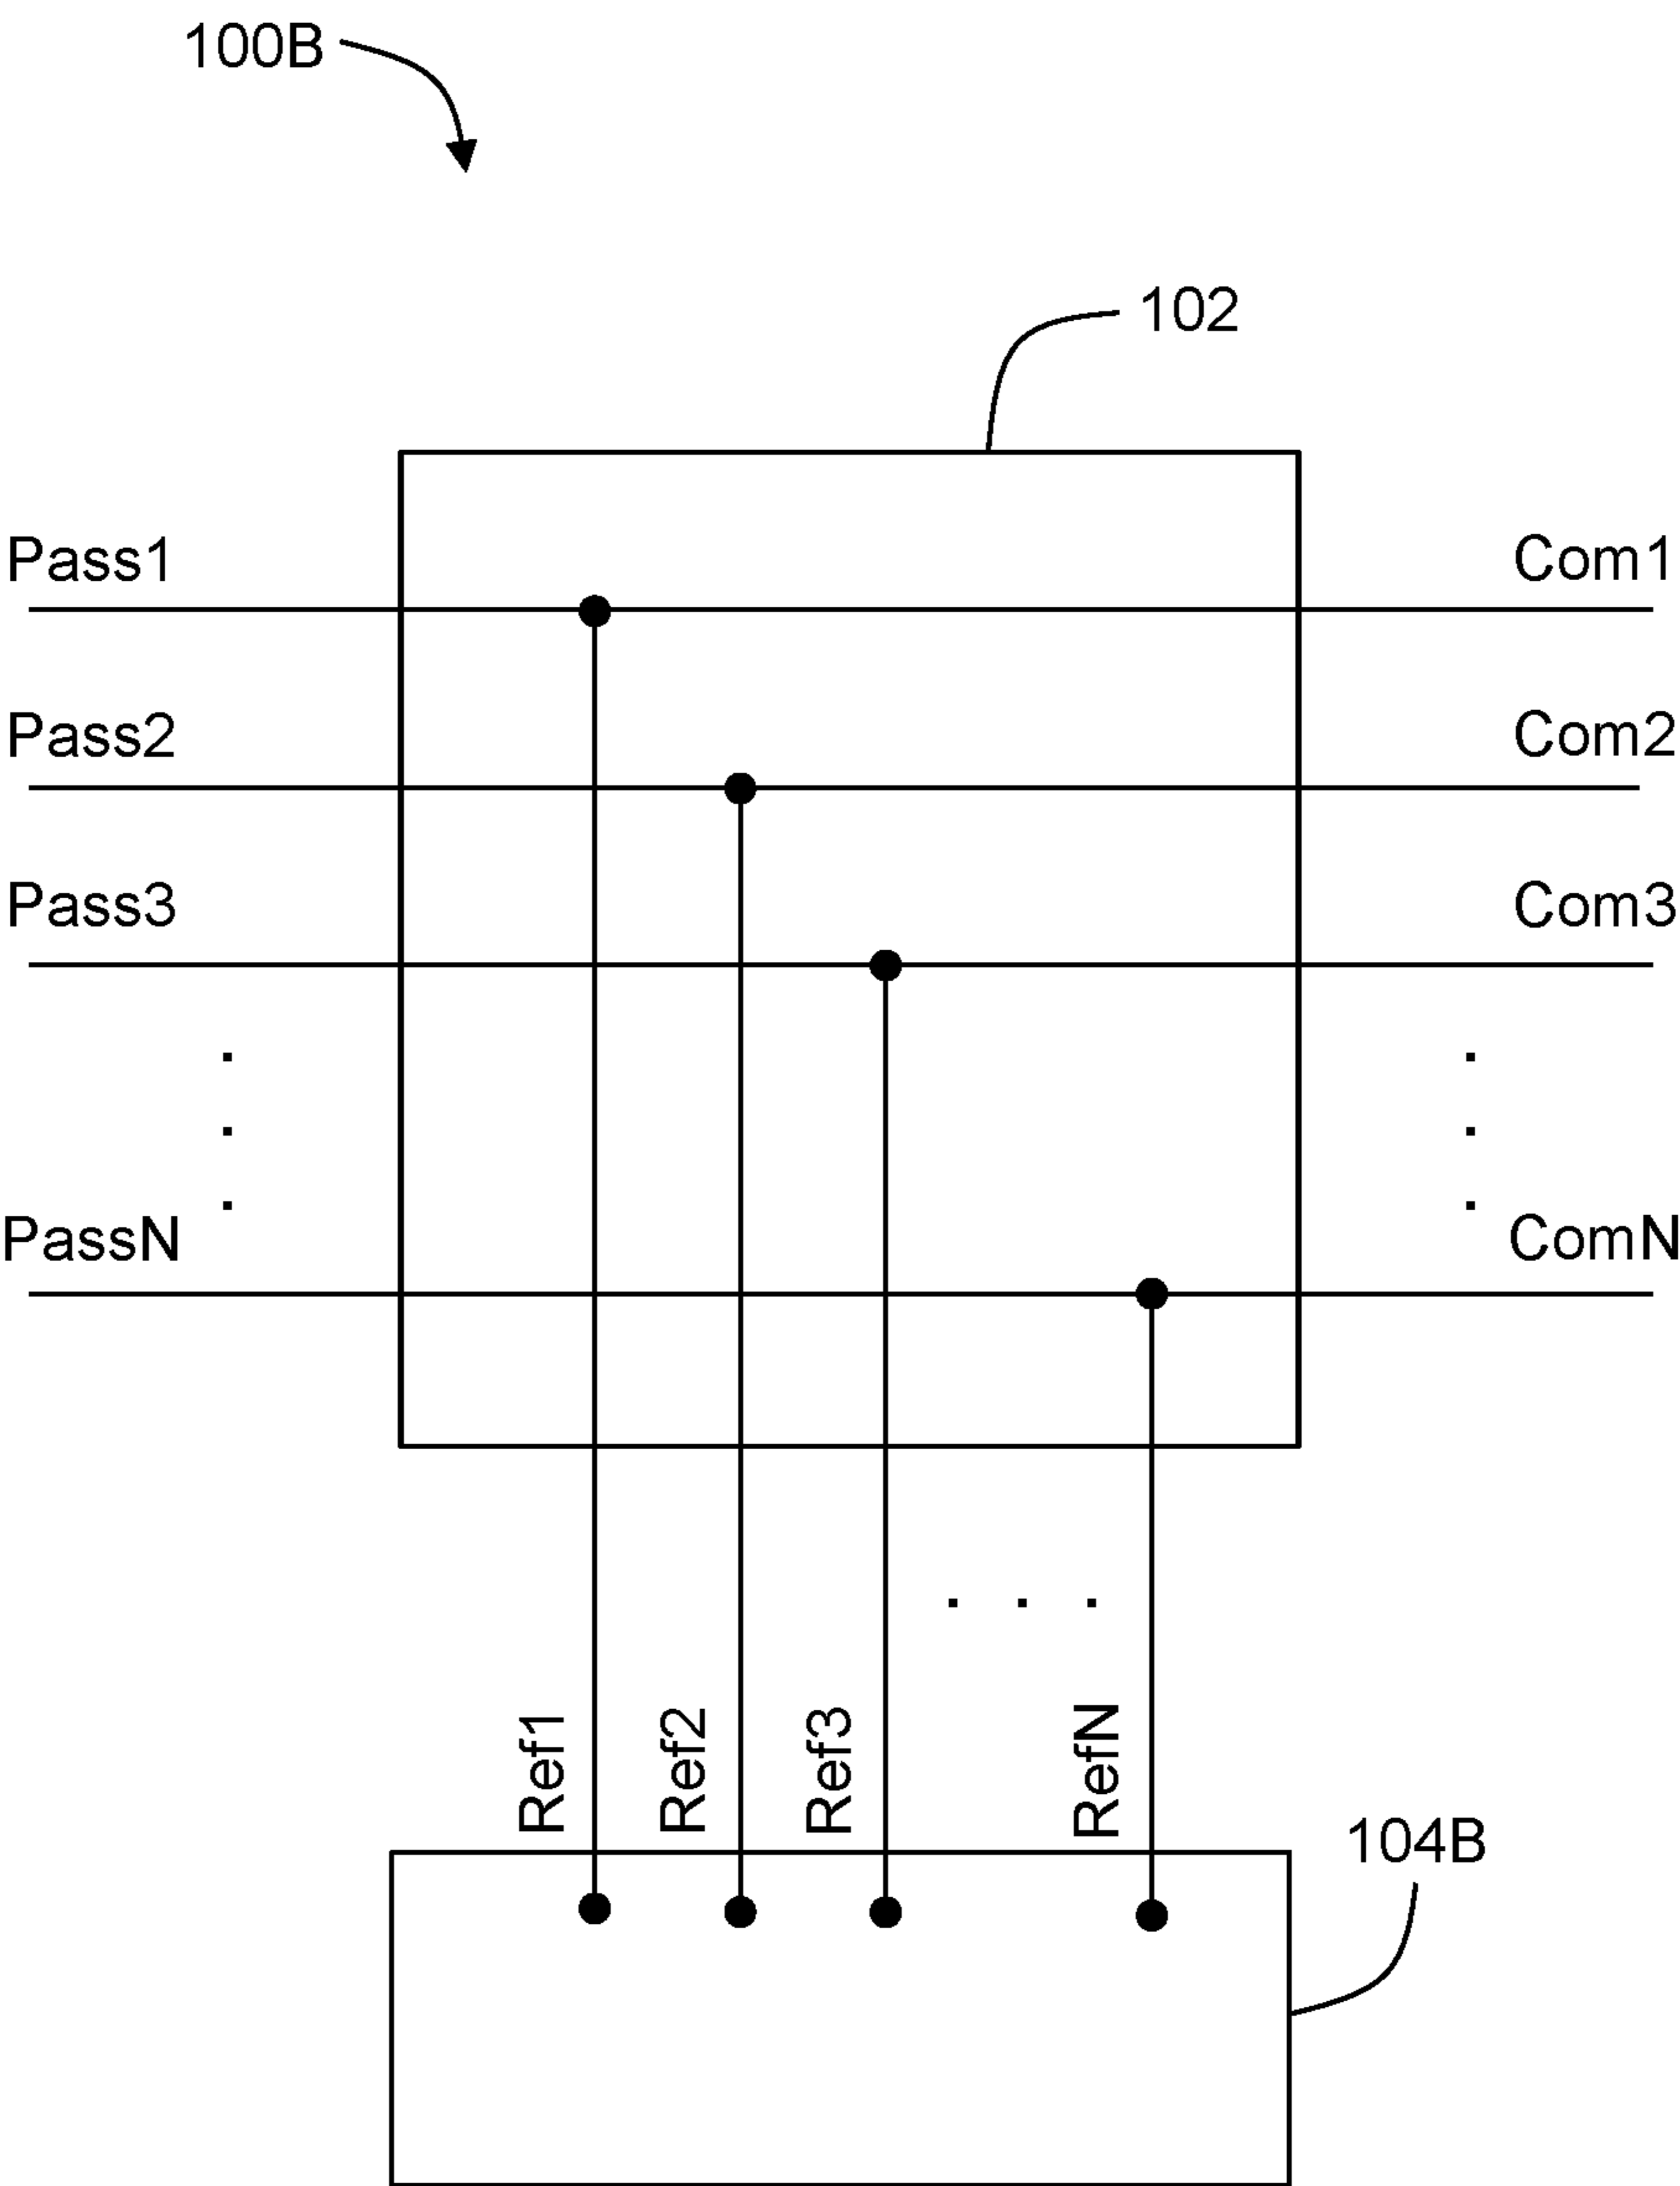 100B
102
Pass1
Com1
Pass2
Com2
Pass3
Com3
PassN
ComN
Ref1
Ref2
Ref3
RefN
104B